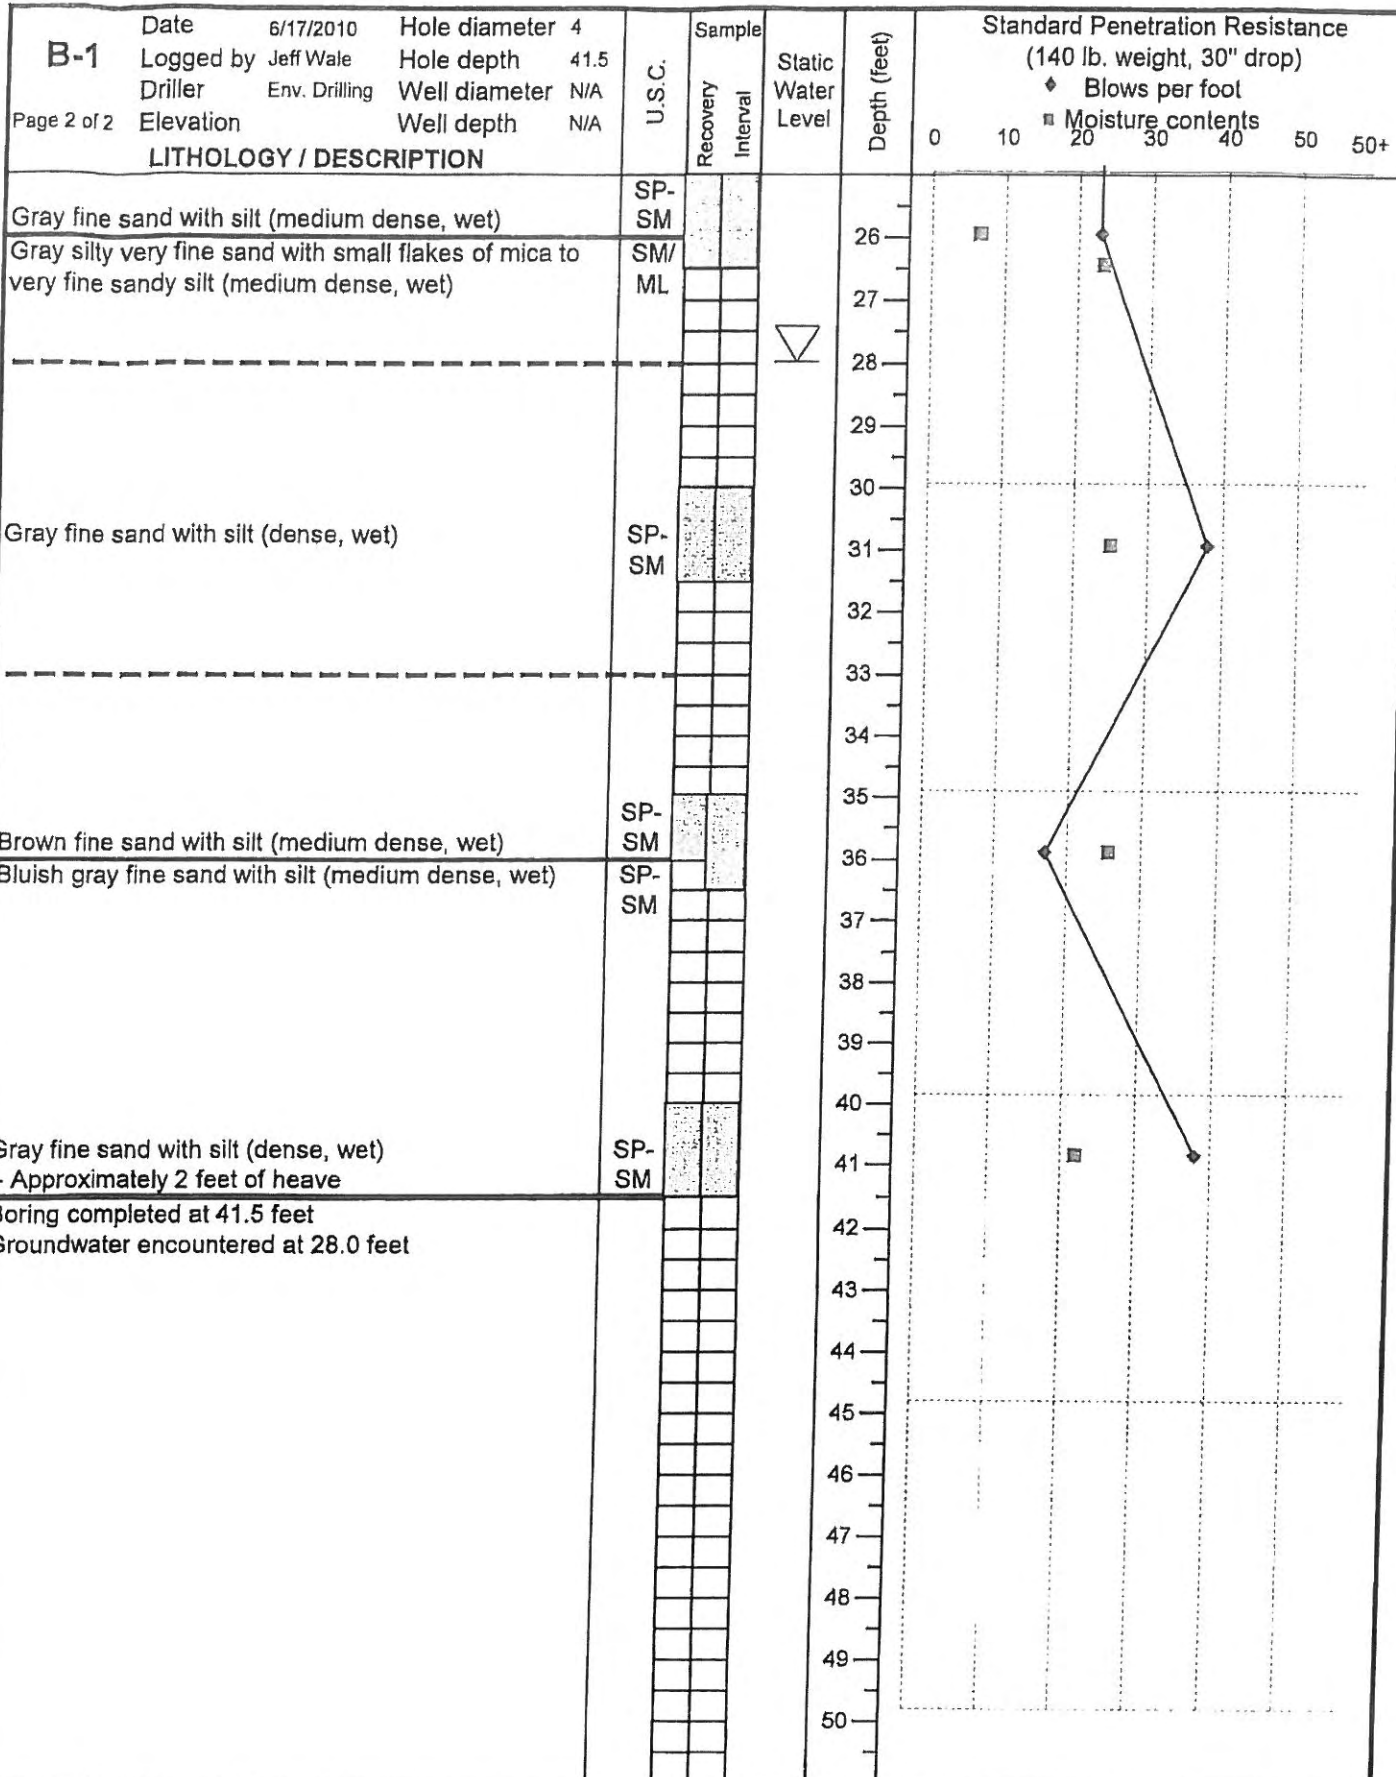 B-1
Page 2 of 2
Date 6/17/2010
Logged by Jeff Wale
Driller Env. Drilling
Elevation
Hole diameter 4
Hole depth 41.5
Well diameter N/A
Well depth N/A
LITHOLOGY / DESCRIPTION
U.S.C.
Sample
Recovery
Interval
Static
Water
Level
Depth (feet)
Standard Penetration Resistance
(140 lb. weight, 30" drop)
Blows per foot
Moisture contents
0 10 20 30 40 50 50+
Gray fine sand with silt (medium dense, wet)
SP-
SM
Gray silty very fine sand with small flakes of mica to
very fine sandy silt (medium dense, wet)
SM/
ML
26
27
28
29
30
Gray fine sand with silt (dense, wet)
SP-
SM
31
32
33
34
35
Brown fine sand with silt (medium dense, wet)
SP-
SM
36
Bluish gray fine sand with silt (medium dense, wet)
SP-
SM
37
38
39
40
Gray fine sand with silt (dense, wet)
- Approximately 2 feet of heave
SP-
SM
41
Boring completed at 41.5 feet
Groundwater encountered at 28.0 feet
42
43
44
45
46
47
48
49
50